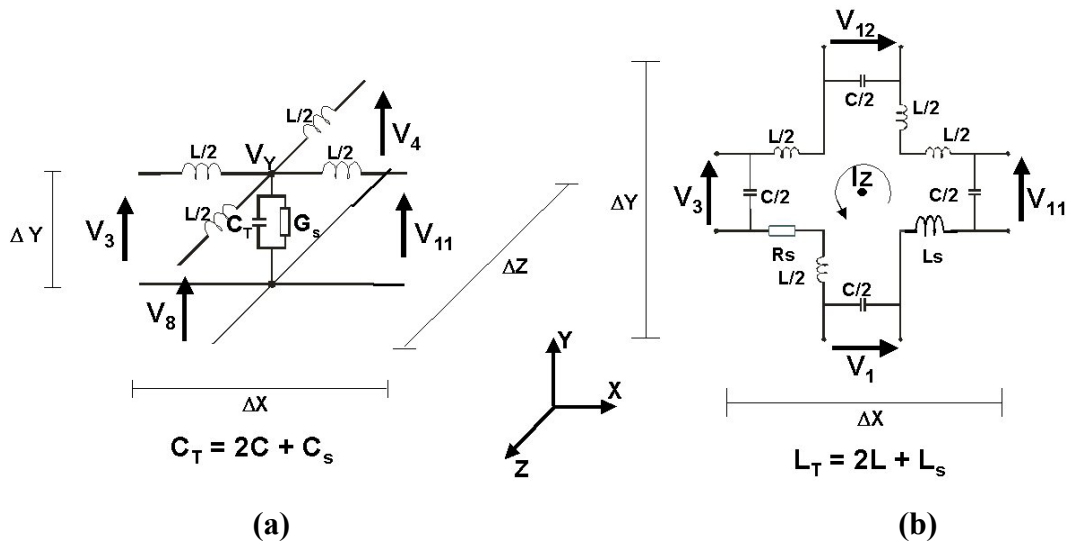 L/2
V4
L/2
VY
L/2
L/2
CT
Gs
ΔY
V3
V11
V8
ΔZ
ΔX
CT = 2C + Cs
(a)
Y
X
Z
V12
C/2
L/2
L/2
L/2
ΔY
V3
C/2
Iz
C/2
V11
Rs
Ls
L/2
C/2
V1
ΔX
LT = 2L + Ls
(b)